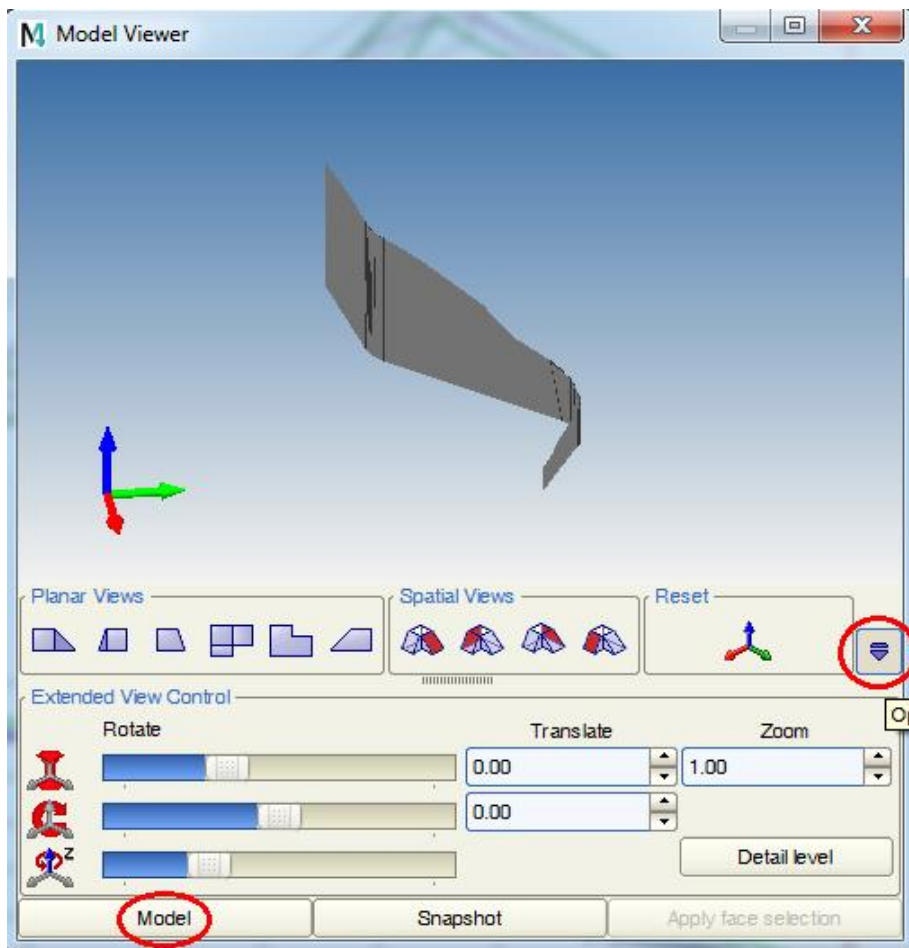 Model Viewer
Planar Views
Spatial Views
Reset
Extended View Control
Rotate
Translate
Zoom
0.00
1.00
0.00
Z
Detail level
Model
Snapshot
Apply face selection